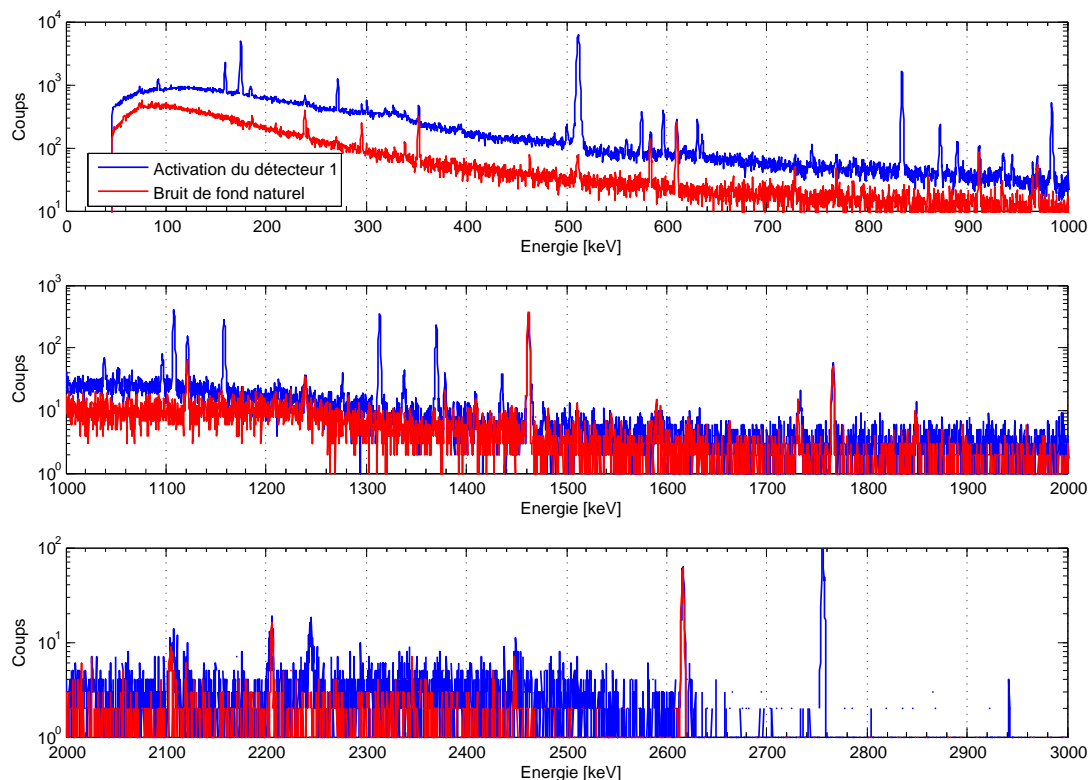 10^4
10^3
10^2
10^1
Coups
Activation du détecteur 1
Bruit de fond naturel
0 100 200 300 400 500 600 700 800 900 1000
Energie [keV]
10^3
10^2
10^1
10^0
Coups
1000 1100 1200 1300 1400 1500 1600 1700 1800 1900 2000
Energie [keV]
10^2
10^1
10^0
Coups
2000 2100 2200 2300 2400 2500 2600 2700 2800 2900 3000
Energie [keV]